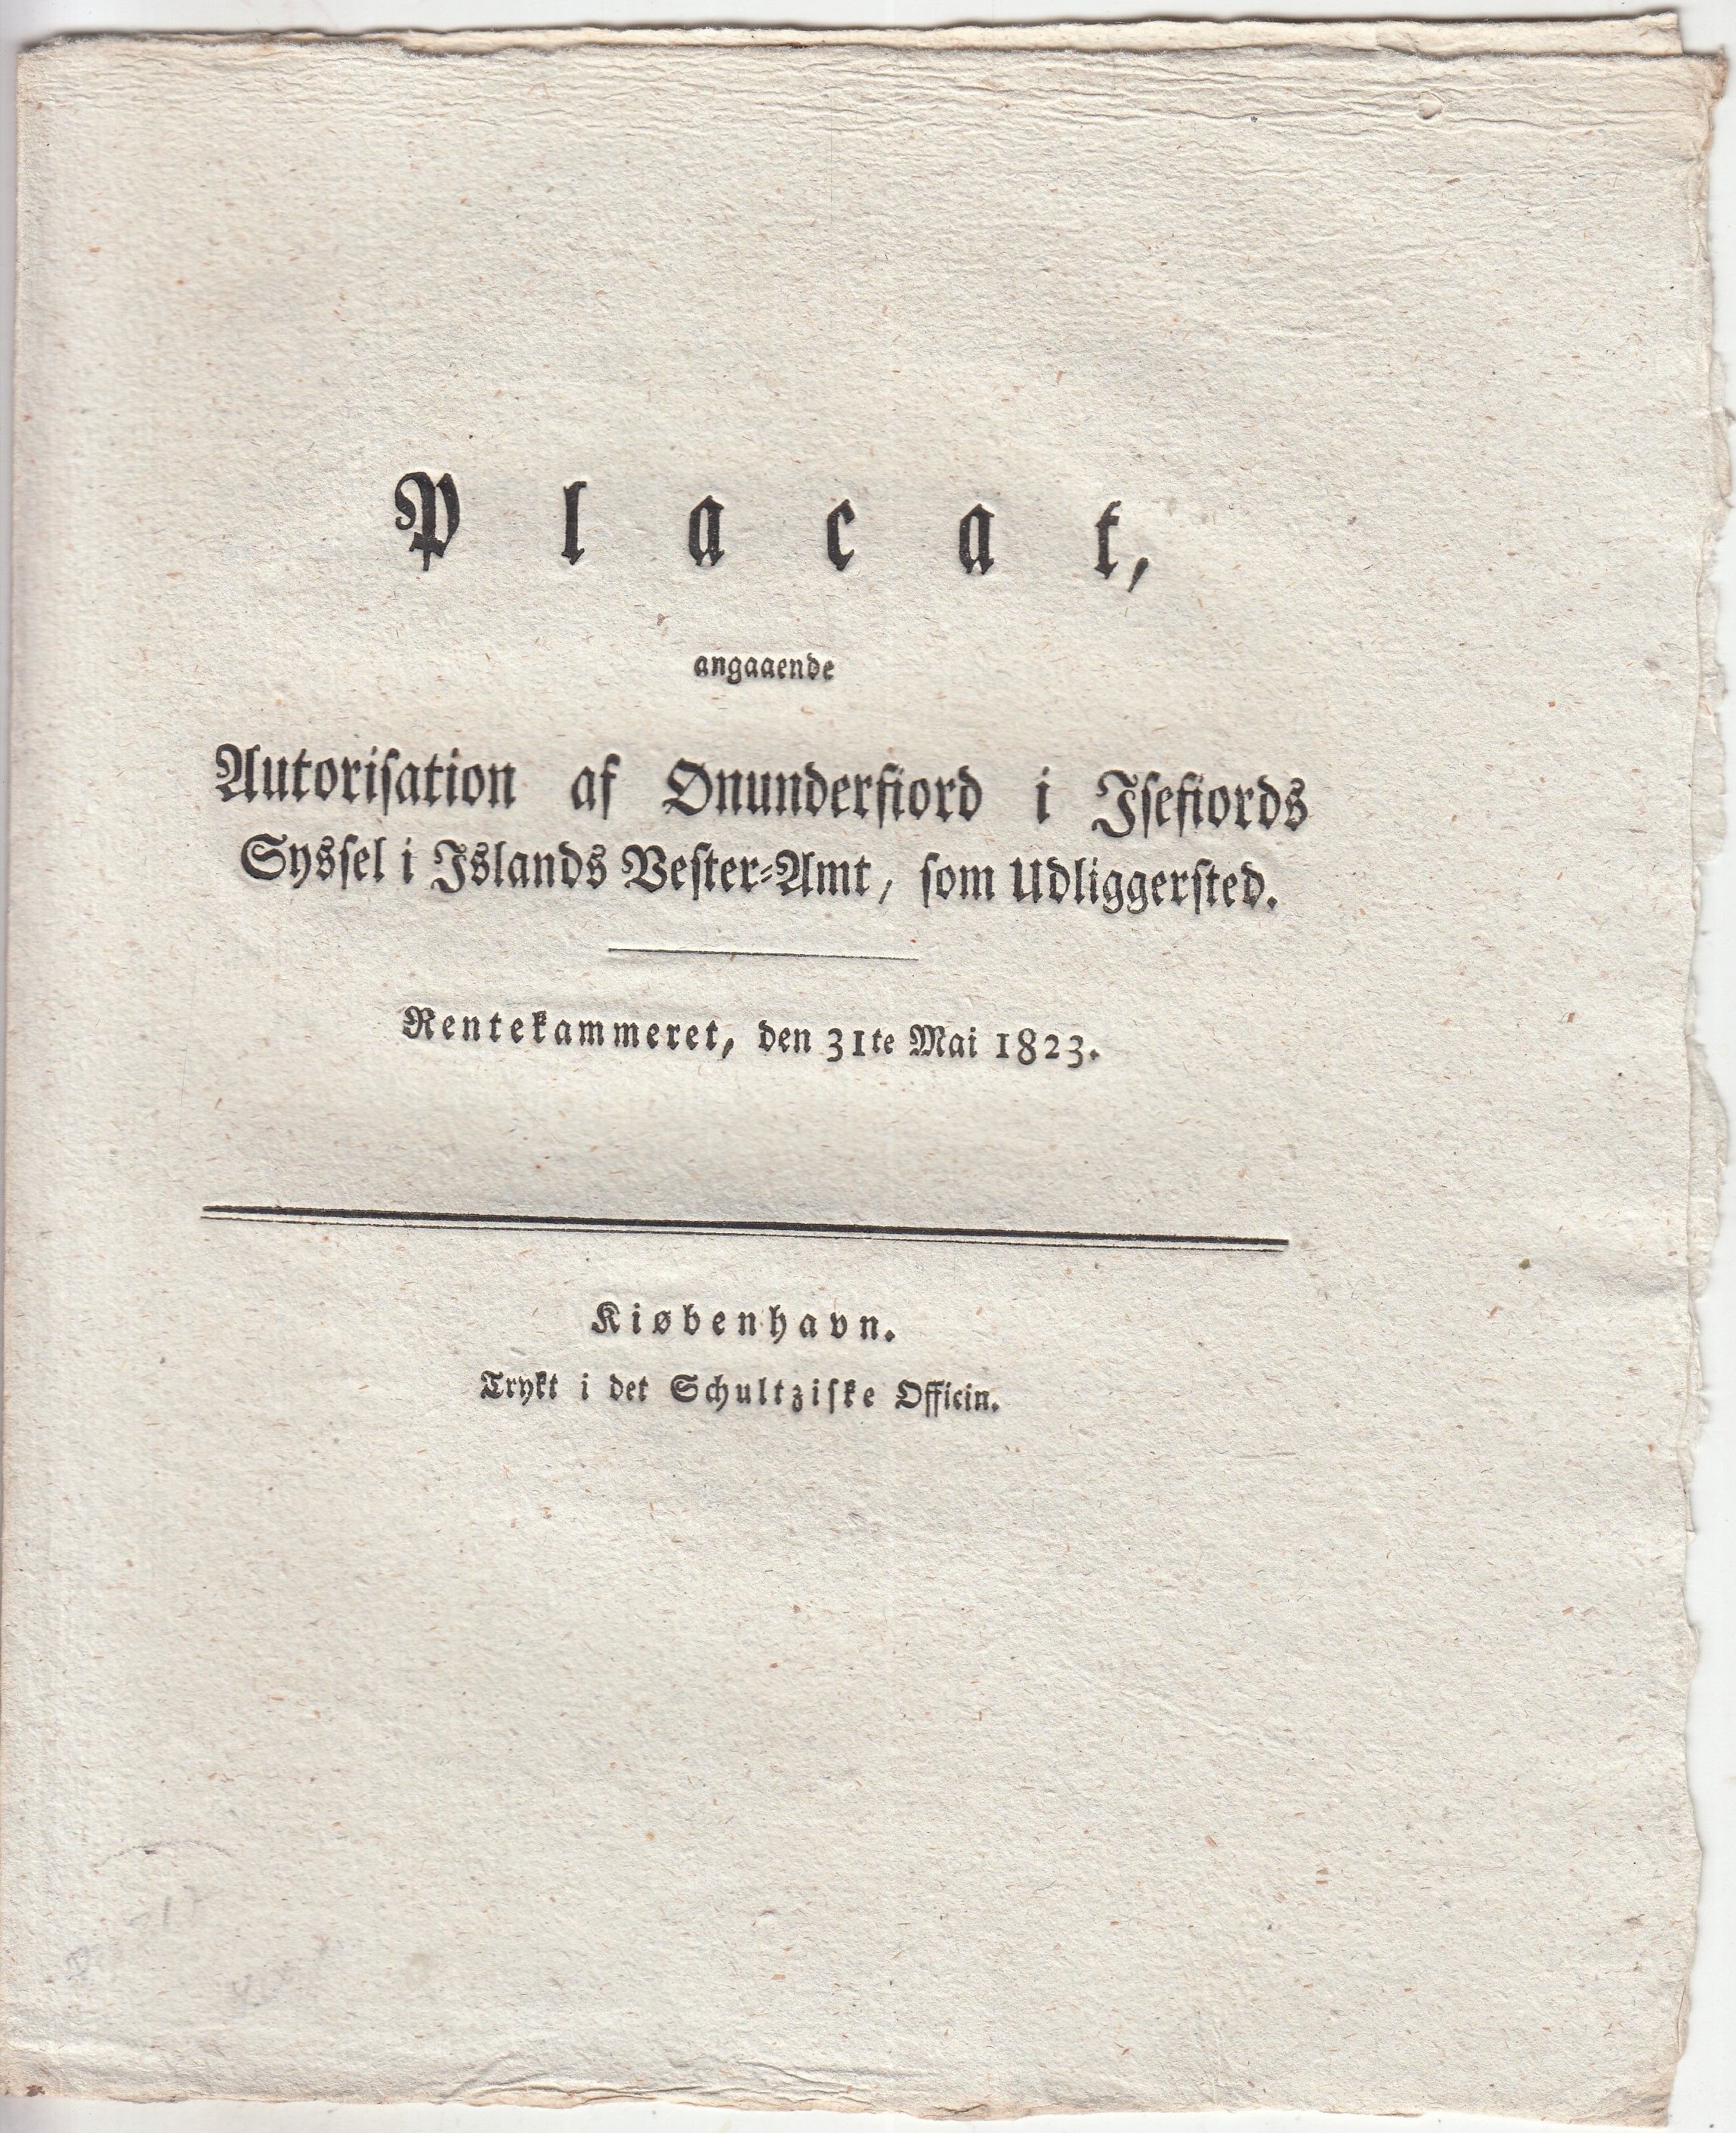 Placat,
angaaende
Autorisation af Ønunderfiord i Isefiords
Syssel i Islands Vester-Amt, som Udliggersted.
Rentekammeret, den 31te Mai 1823.
Kiøbenhavn.
Trykt i det Schultziske Officin.